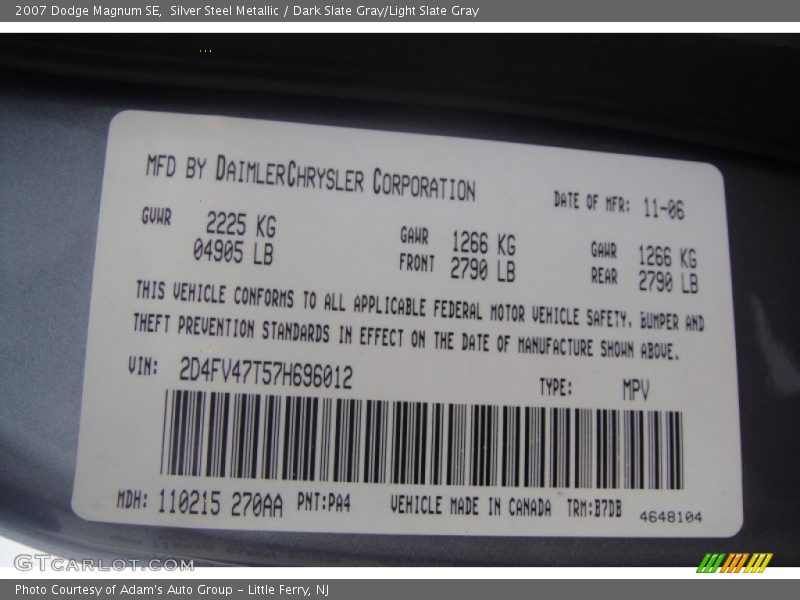 2007 Dodge Magnum SE,  Silver Steel Metallic / Dark Slate Gray/Light Slate Gray
MFD BY DAIMLERCHRYSLER CORPORATION
DATE OF MFR: 11-06
GVWR 2225 KG
04905 LB
GAWR 1266 KG
FRONT 2790 LB
GAWR 1266 KG
REAR 2790 LB
THIS VEHICLE CONFORMS TO ALL APPLICABLE FEDERAL MOTOR VEHICLE SAFETY, BUMPER AND
THEFT PREVENTION STANDARDS IN EFFECT ON THE DATE OF MANUFACTURE SHOWN ABOVE.
VIN: 2D4FV47T57H696012
TYPE: MPV
MDH: 110215 270AA PNT:PA4 VEHICLE MADE IN CANADA TRM:B7DB 4648104
GTCARLOT.COM
Photo Courtesy of Adam's Auto Group - Little Ferry, NJ